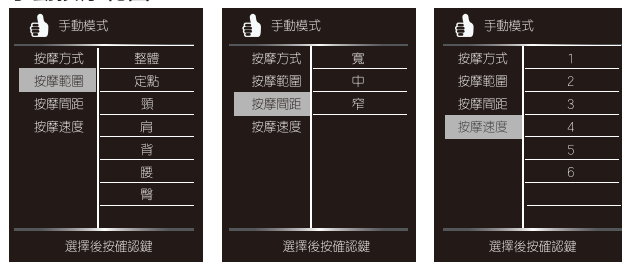 手動模式
按摩方式 整體
按摩範圍 定點
按摩間距 頸
按摩速度 肩
背
腰
臀
選擇後按確認鍵
手動模式
按摩方式 寬
按摩範圍 中
按摩間距 窄
按摩速度
選擇後按確認鍵
手動模式
按摩方式 1
按摩範圍 2
按摩間距 3
按摩速度 4
5
6
選擇後按確認鍵